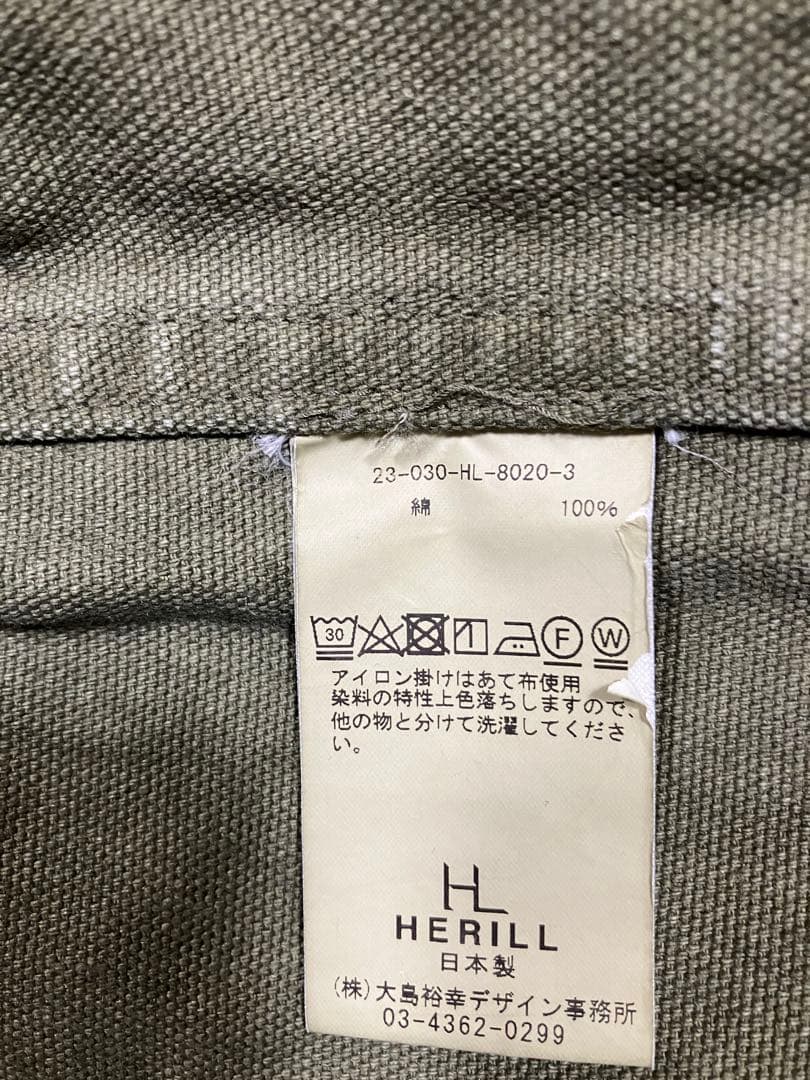 23-030-HL-8020-3
綿 100%
30 F W
アイロン掛けはあて布使用
染料の特性上色落ちしますので、
他の物と分けて洗濯してくださ
い。
HL
HERILL
日本製
(株)大島裕幸デザイン事務所
03-4362-0299